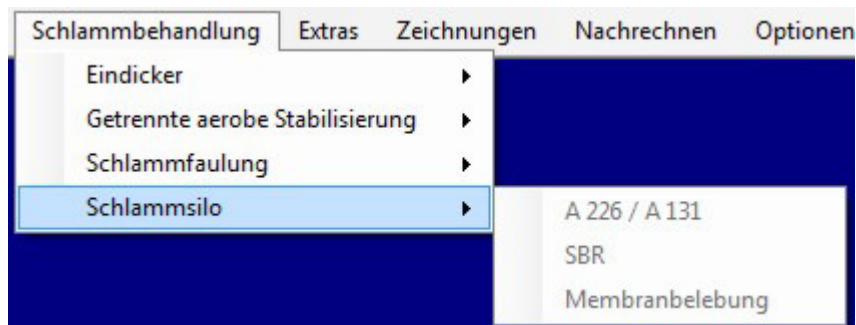 Schlammbehandlung Extras Zeichnungen Nachrechnen Optionen
Eindicker
Getrennte aerobe Stabilisierung
Schlammfaulung
Schlammsilo
A 226 / A 131
SBR
Membranbelebung